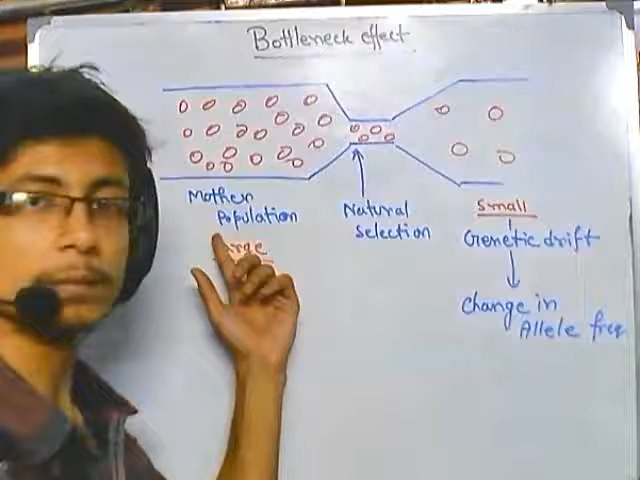 Bottleneck effect
Mother
Population
Natural
selection
small
Genetic drift
Change in
Allele freq